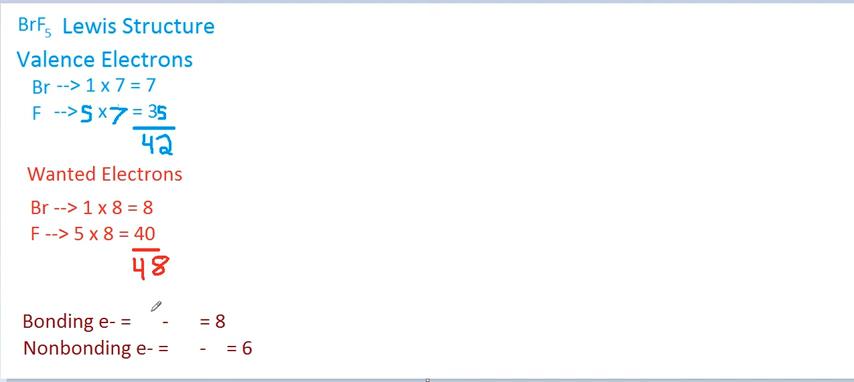 BrF5 Lewis Structure
Valence Electrons
Br --> 1 x 7 = 7
F --> 5 x 7 = 35
42
Wanted Electrons
Br --> 1 x 8 = 8
F --> 5 x 8 = 40
48
Bonding e- = - = 8
Nonbonding e- = - = 6